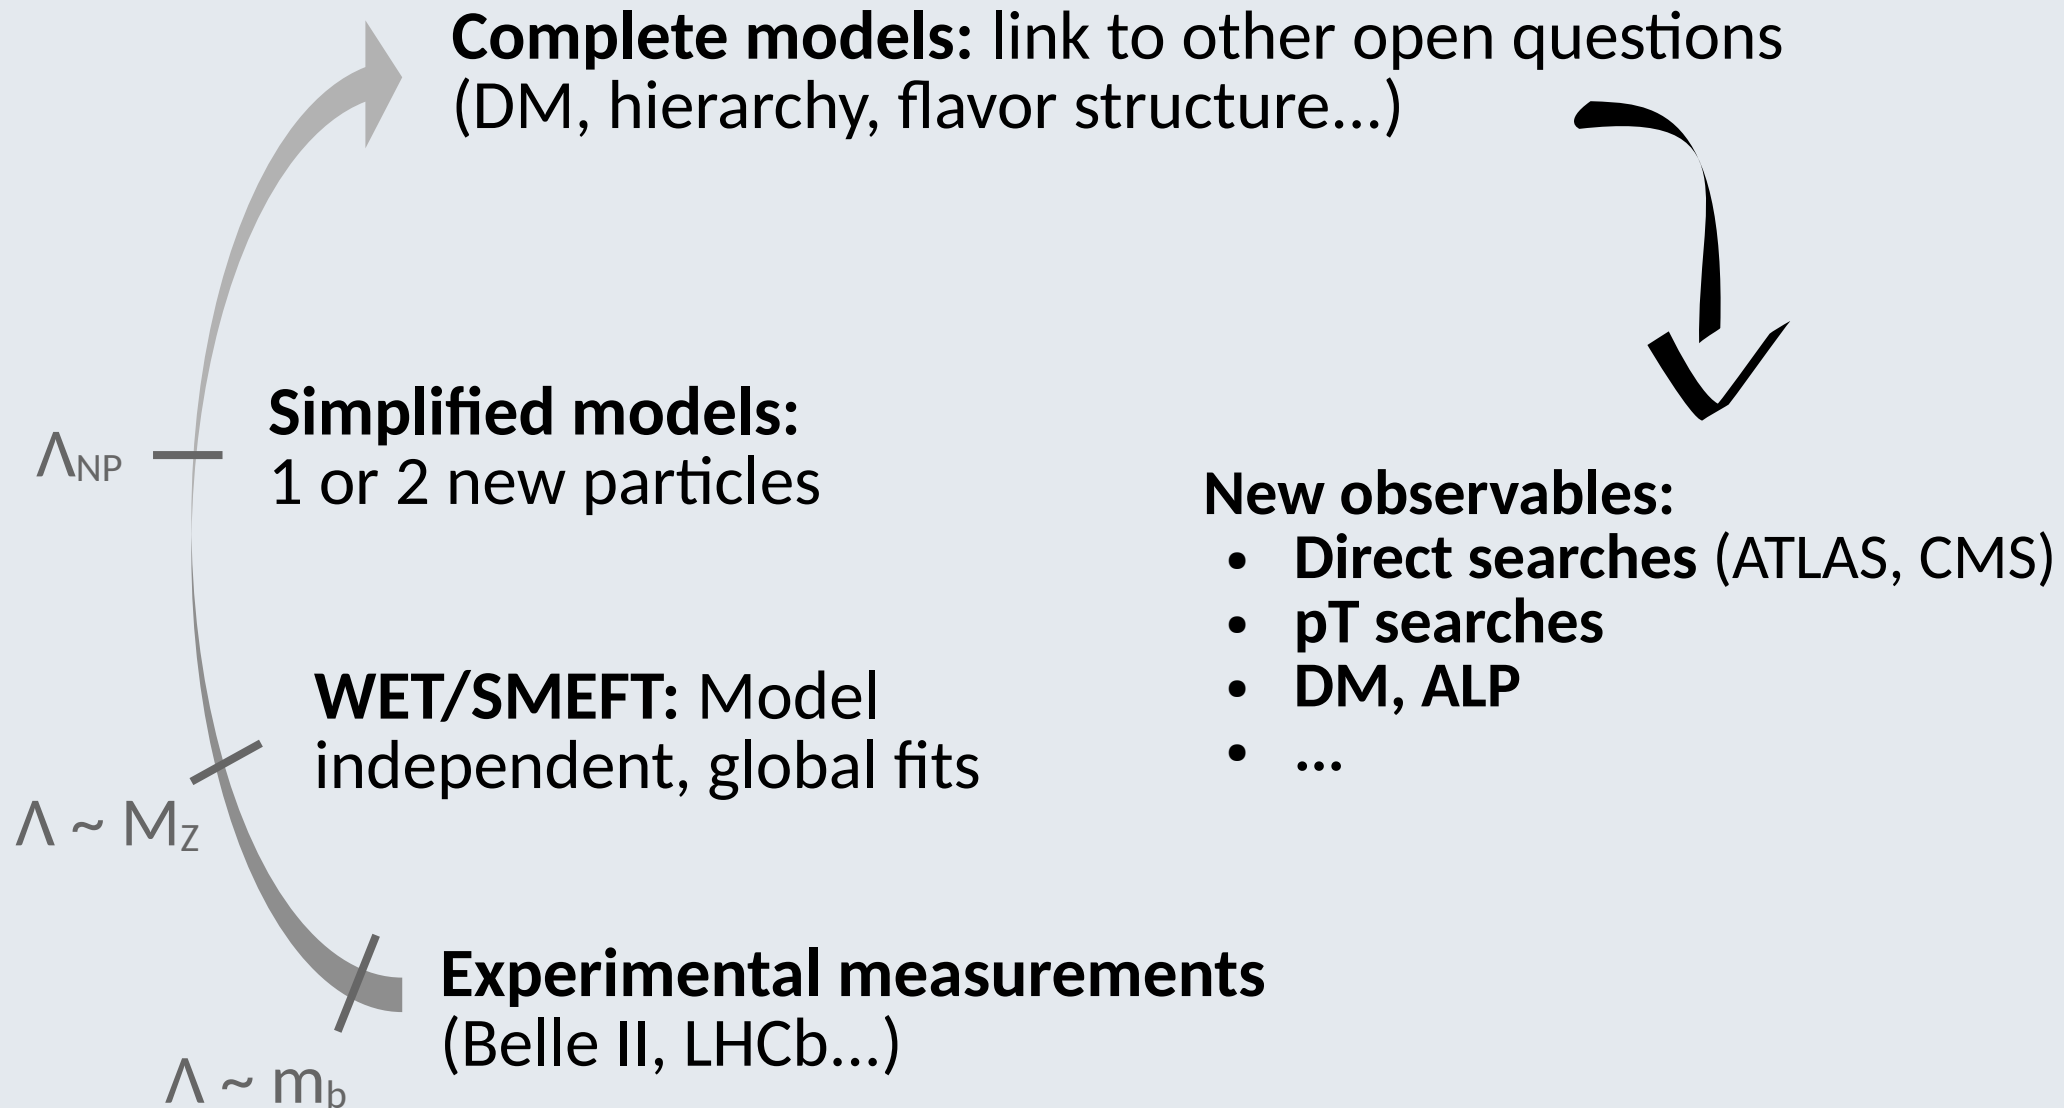 Complete models: link to other open questions
(DM, hierarchy, flavor structure...)
Λ_NP
Simplified models:
1 or 2 new particles
New observables:
• Direct searches (ATLAS, CMS)
• pT searches
• DM, ALP
• ...
WET/SMEFT: Model
independent, global fits
Λ ~ M_Z
Experimental measurements
(Belle II, LHCb...)
Λ ~ m_b